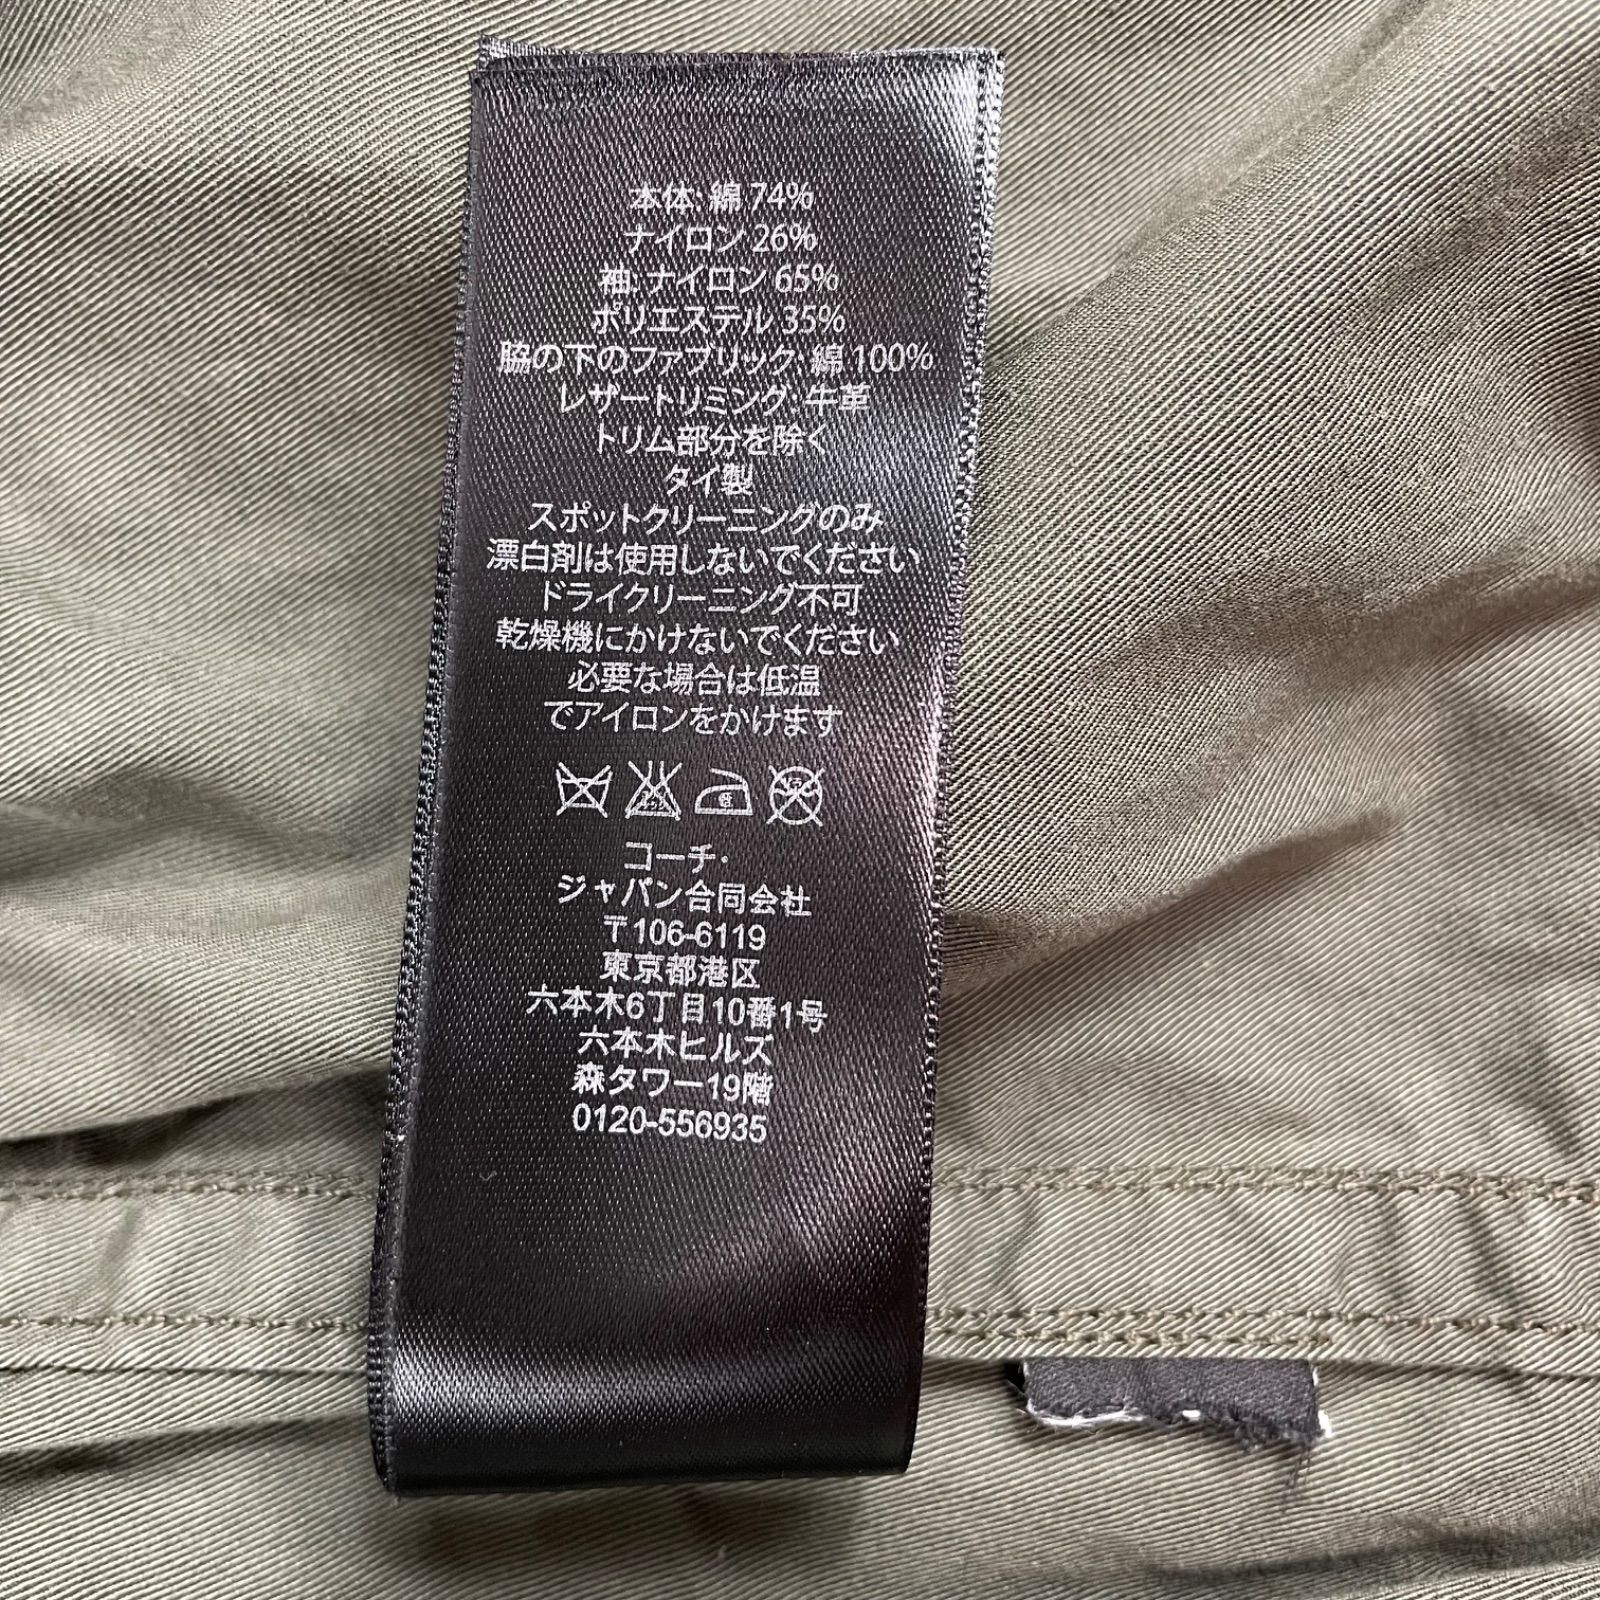 本体: 綿 74%
ナイロン 26%
袖: ナイロン 65%
ポリエステル 35%
脇の下のファブリック: 綿 100%
レザートリミング: 牛革
トリム部分を除く
タイ製
スポットクリーニングのみ
漂白剤は使用しないでください
ドライクリーニング不可
乾燥機にかけないでください
必要な場合は低温
でアイロンをかけます
低
コーチ・
ジャパン合同会社
〒106-6119
東京都港区
六本木6丁目10番1号
六本木ヒルズ
森タワー19階
0120-556935